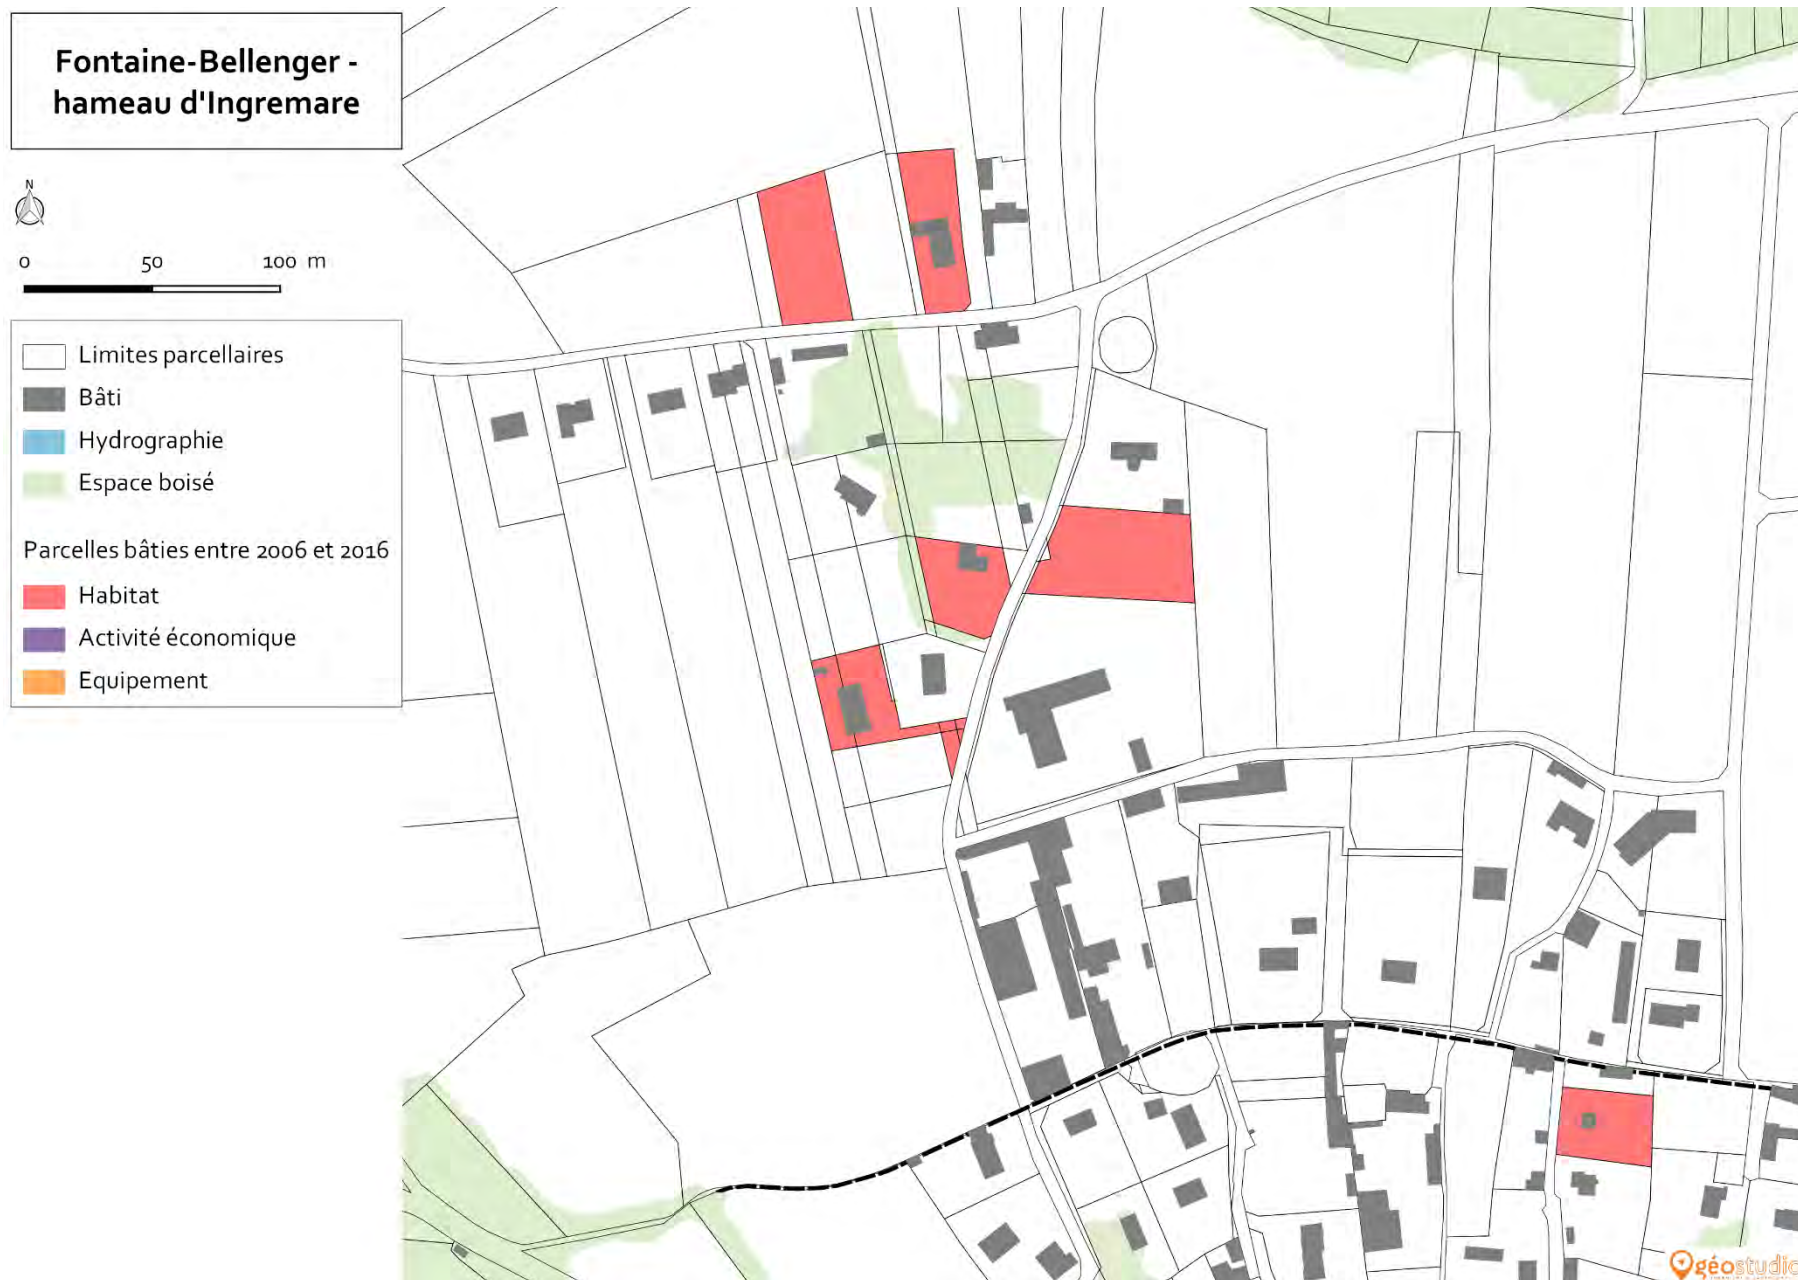 Fontaine-Bellenger -
hameau d'Ingremare
N
0 50 100 m
Limites parcellaires
Bâti
Hydrographie
Espace boisé
Parcelles bâties entre 2006 et 2016
Habitat
Activité économique
Equipement
géostudio